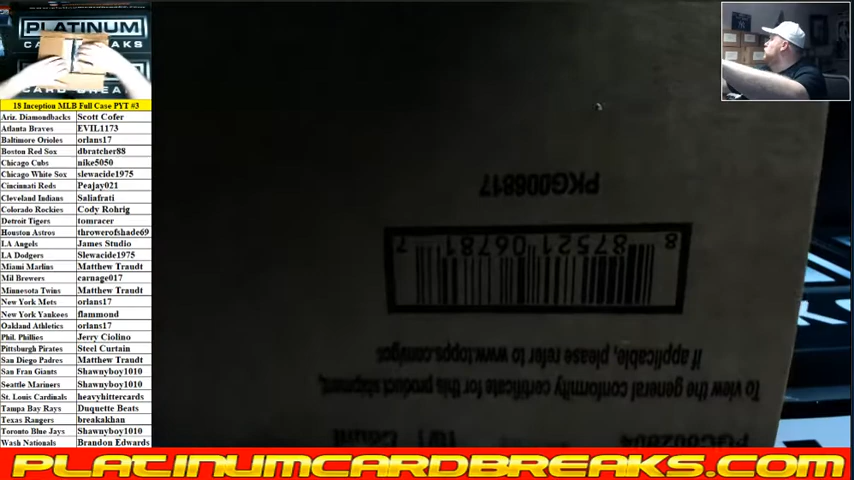 PLATINUM
18 Inception MLB Full Case PYT #3
Ariz. Diamondbacks Scott Cofer
Atlanta Braves EVIL1173
Baltimore Orioles orlans17
Boston Red Sox dbratcher88
Chicago Cubs nike5050
Chicago White Sox slewacide1975
Cincinati Reds Peajay021
Cleveland Indians Saliafrati
Colorado Rockies Cody Rohrig
Detroit Tigers tomracer
Houston Astros throwerofshade69
LA Angels James Studio
LA Dodgers Slewacide1975
Miami Marlins Matthew Traudt
Mil Brewers carnage017
Minnesota Twins Matthew Traudt
New York Mets orlans17
New York Yankees flammond
Oakland Athletics orlans17
Phil. Phillies Jerry Ciolino
Pittsburgh Pirates Steel Curtain
San Diego Padres Matthew Traudt
San Fran Giants Shawnyboy1010
Seattle Mariners Shawnyboy1010
St. Louis Cardinals heavyhittercards
Tampa Bay Rays Duquette Beats
Texas Rangers breakakhan
Toronto Blue Jays Shawnyboy1010
Wash Nationals Brandon Edwards
To view the general conformity certificate for this product shipment,
if applicable, please refer to www.topps.com/gcc
8 87521 06781 7
PKG006817
PLATINUMCARDBREAKS.COM